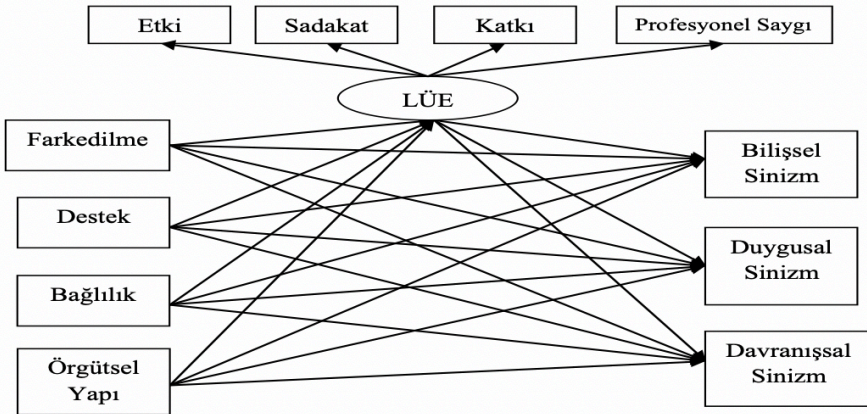 Etki
Sadakat
Katkı
Profesyonel Saygı
LÜE
Farkedilme
Destek
Bağlılık
Örgütsel
Yapı
Bilişsel
Sinizm
Duygusal
Sinizm
Davranışsal
Sinizm